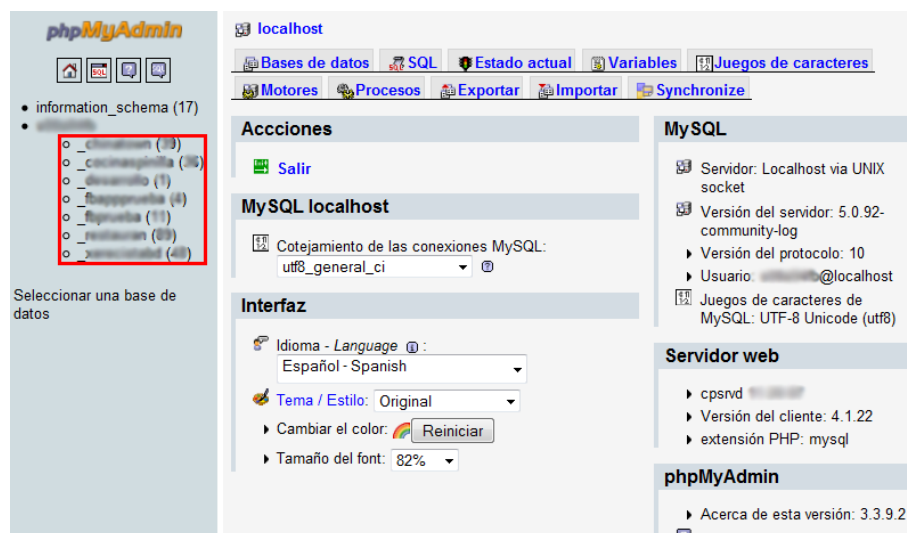 phpMyAdmin
SQL
information_schema (17)
Seleccionar una base de
datos
localhost
Bases de datos SQL Estado actual Variables Juegos de caracteres
Motores Procesos Exportar Importar Synchronize
Accciones
Salir
MySQL localhost
Cotejamiento de las conexiones MySQL:
utf8_general_ci
Interfaz
Idioma - Language :
Español - Spanish
Tema / Estilo: Original
Cambiar el color: Reiniciar
Tamaño del font: 82%
MySQL
Servidor: Localhost via UNIX
socket
Versión del servidor: 5.0.92-
community-log
Versión del protocolo: 10
Usuario: @localhost
Juegos de caracteres de
MySQL: UTF-8 Unicode (utf8)
Servidor web
cpsrvd
Versión del cliente: 4.1.22
extensión PHP: mysql
phpMyAdmin
Acerca de esta versión: 3.3.9.2